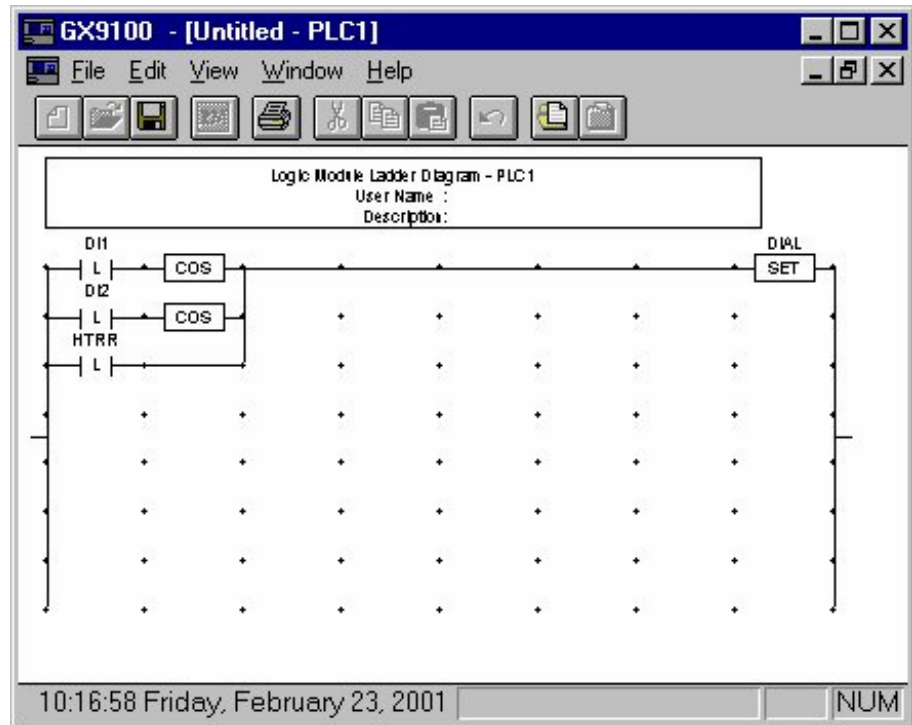 GX9100 - [Untitled - PLC1]
File Edit View Window Help
Logic Module Ladder Diagram - PLC1
User Name :
Description:
DI1
L COS
DIAL
SET
DI2
L COS
HTRR
L
10:16:58 Friday, February 23, 2001 NUM